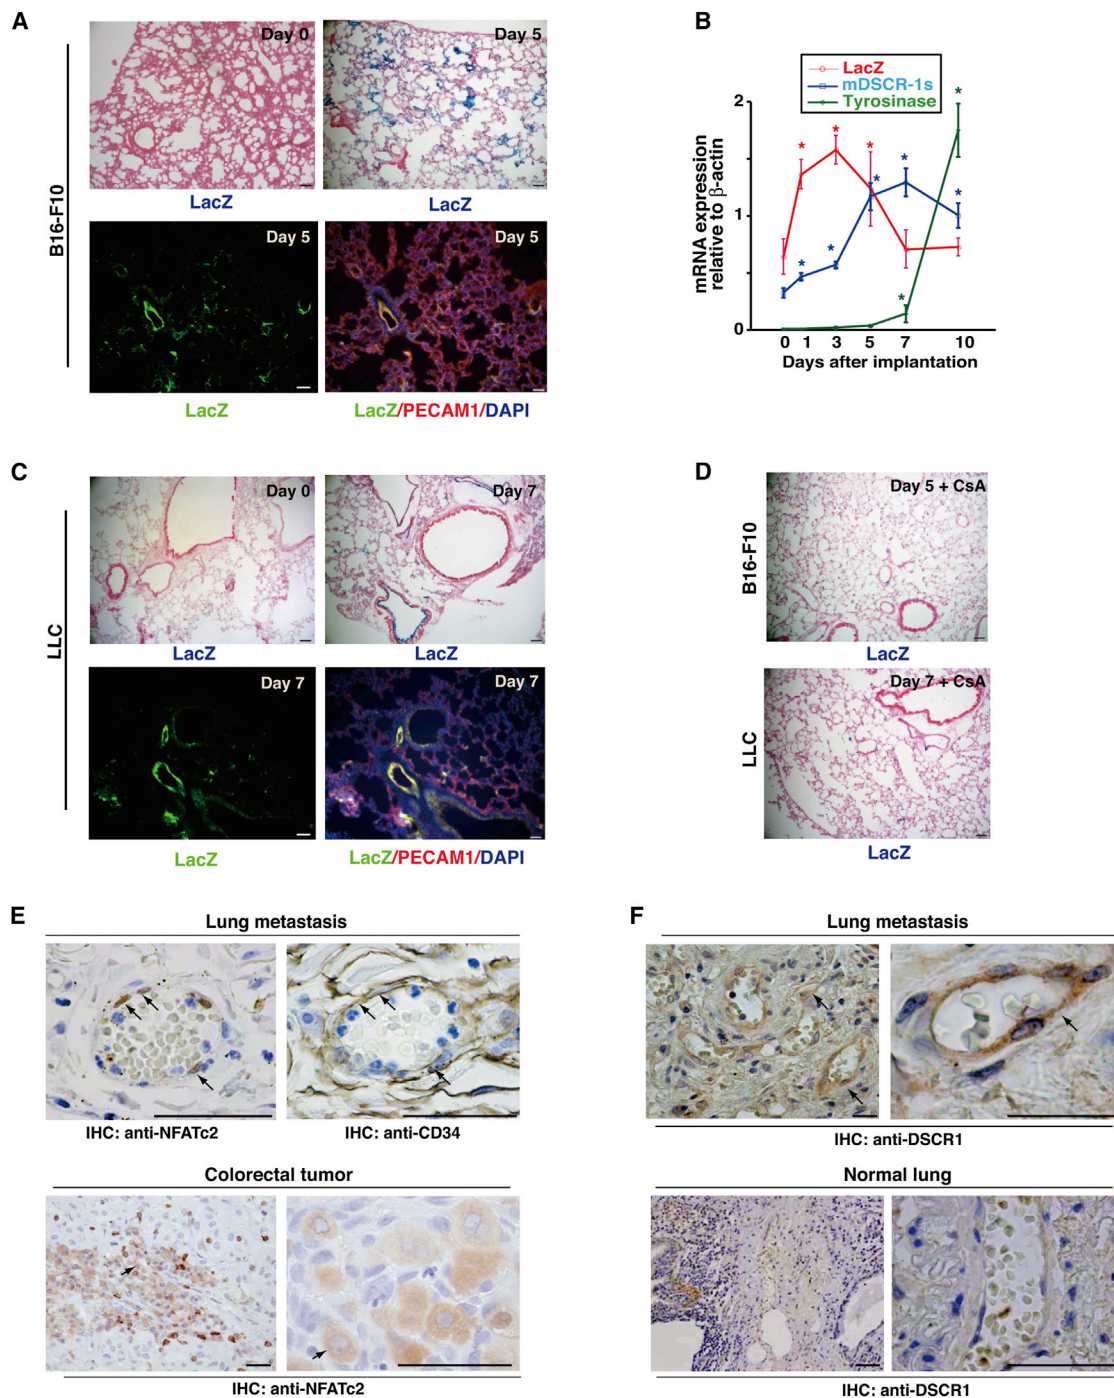 A
B16-F10
Day 0
Day 5
LacZ
LacZ
Day 5
Day 5
LacZ
LacZ/PECAM1/DAPI
B
LacZ
mDSCR-1s
Tyrosinase
mRNA expression
relative to β-actin
2
1
0
* * * * * * * * * *
0 1 3 5 7 10
Days after implantation
C
LLC
Day 0
Day 7
LacZ
LacZ
Day 7
Day 7
LacZ
LacZ/PECAM1/DAPI
D
B16-F10
Day 5 + CsA
LacZ
LLC
Day 7 + CsA
LacZ
E
Lung metastasis
IHC: anti-NFATc2
IHC: anti-CD34
Colorectal tumor
IHC: anti-NFATc2
F
Lung metastasis
IHC: anti-DSCR1
Normal lung
IHC: anti-DSCR1